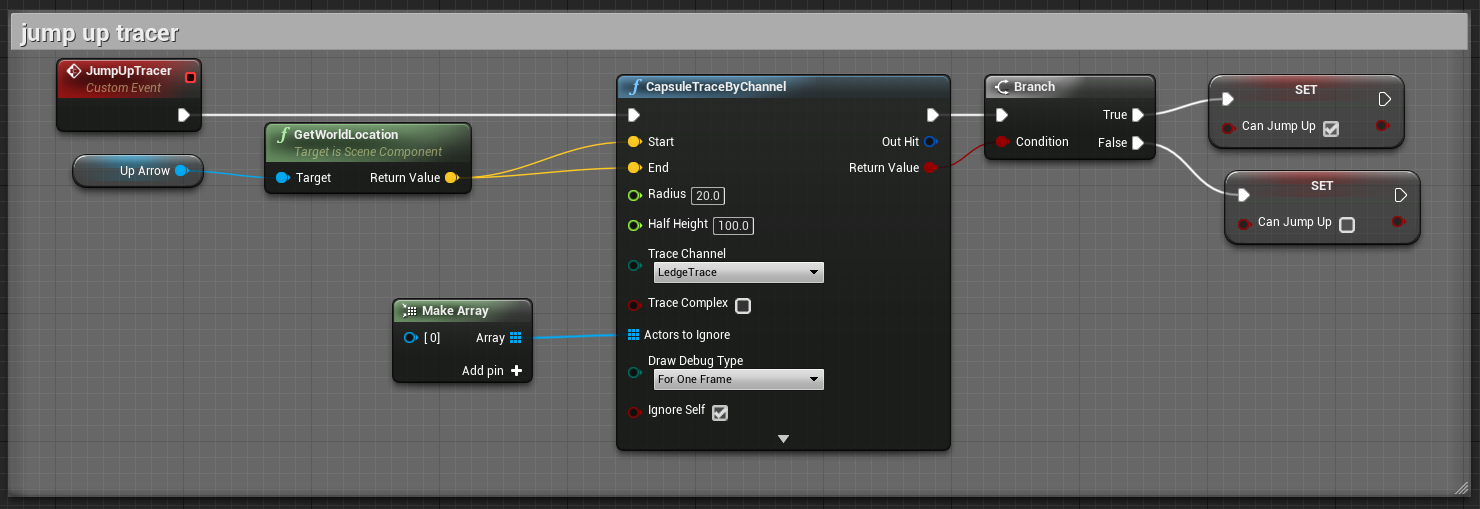 jump up tracer
JumpUpTracer
Custom Event
Up Arrow
GetWorldLocation
Target is Scene Component
Target
Return Value
Make Array
[0]
Array
Add pin
CapsuleTraceByChannel
Start
Out Hit
End
Return Value
Radius 20.0
Half Height 100.0
Trace Channel
LedgeTrace
Trace Complex
Actors to Ignore
Draw Debug Type
For One Frame
Ignore Self
Branch
True
Condition
False
SET
Can Jump Up
SET
Can Jump Up